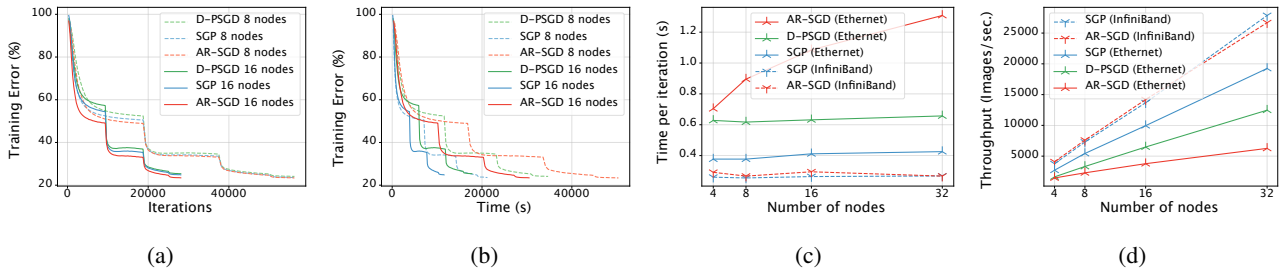 Training Error (%)
100
80
60
40
20
0
20000
40000
Iterations
D-PSGD 8 nodes
SGP 8 nodes
AR-SGD 8 nodes
D-PSGD 16 nodes
SGP 16 nodes
AR-SGD 16 nodes
(a)
Training Error (%)
100
80
60
40
20
0
20000
40000
Time (s)
D-PSGD 8 nodes
SGP 8 nodes
AR-SGD 8 nodes
D-PSGD 16 nodes
SGP 16 nodes
AR-SGD 16 nodes
(b)
Time per iteration (s)
1.2
1.0
0.8
0.6
0.4
4
8
16
32
Number of nodes
AR-SGD (Ethernet)
D-PSGD (Ethernet)
SGP (Ethernet)
SGP (InfiniBand)
AR-SGD (InfiniBand)
(c)
Throughput (Images/sec.)
25000
20000
15000
10000
5000
4
8
16
32
Number of nodes
SGP (InfiniBand)
AR-SGD (InfiniBand)
SGP (Ethernet)
D-PSGD (Ethernet)
AR-SGD (Ethernet)
(d)